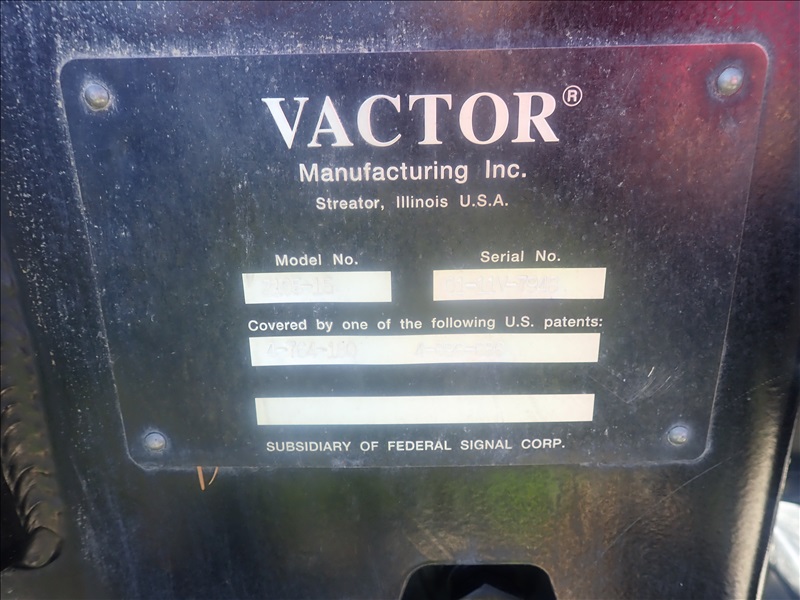 VACTOR®
Manufacturing Inc.
Streator, Illinois U.S.A.
Model No. Serial No.
Covered by one of the following U.S. patents:
SUBSIDIARY OF FEDERAL SIGNAL CORP.